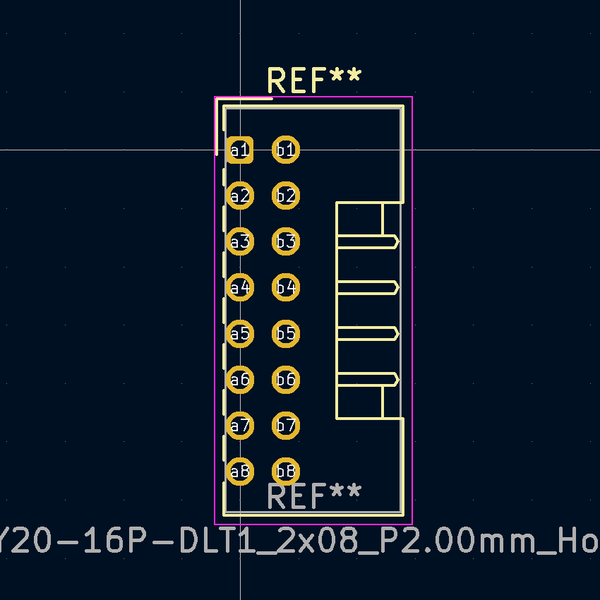 REF**
a1 b1
a2 b2
a3 b3
a4 b4
a5 b5
a6 b6
a7 b7
a8 b8
REF**
Y20-16P-DLT1_2x08_P2.00mm_Ho